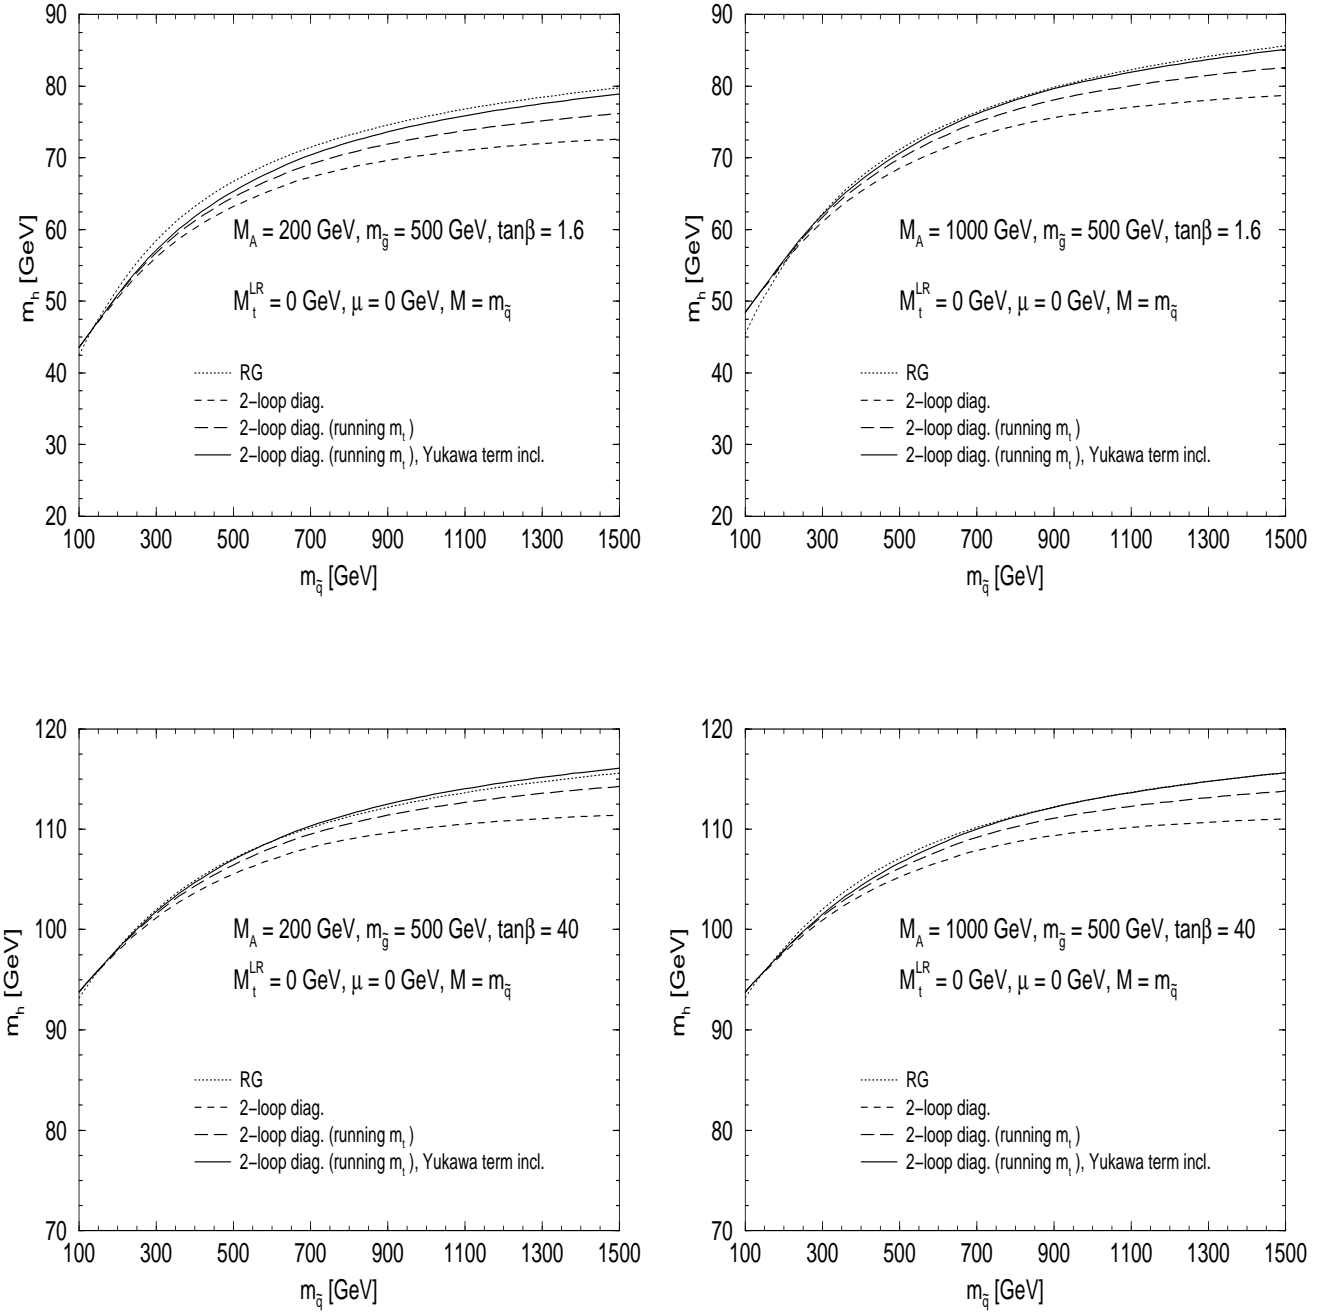 90
80
70
60
50
40
30
20
m_h [GeV]
M_A = 200 GeV, m_g̃ = 500 GeV, tanβ = 1.6
M_t^LR = 0 GeV, μ = 0 GeV, M = m_q̃
RG
2−loop diag.
2−loop diag. (running m_t )
2−loop diag. (running m_t ), Yukawa term incl.
100 300 500 700 900 1100 1300 1500
m_q̃ [GeV]
90
80
70
60
50
40
30
20
m_h [GeV]
M_A = 1000 GeV, m_g̃ = 500 GeV, tanβ = 1.6
M_t^LR = 0 GeV, μ = 0 GeV, M = m_q̃
RG
2−loop diag.
2−loop diag. (running m_t )
2−loop diag. (running m_t ), Yukawa term incl.
100 300 500 700 900 1100 1300 1500
m_q̃ [GeV]
120
110
100
90
80
70
m_h [GeV]
M_A = 200 GeV, m_g̃ = 500 GeV, tanβ = 40
M_t^LR = 0 GeV, μ = 0 GeV, M = m_q̃
RG
2−loop diag.
2−loop diag. (running m_t )
2−loop diag. (running m_t ), Yukawa term incl.
100 300 500 700 900 1100 1300 1500
m_q̃ [GeV]
120
110
100
90
80
70
m_h [GeV]
M_A = 1000 GeV, m_g̃ = 500 GeV, tanβ = 40
M_t^LR = 0 GeV, μ = 0 GeV, M = m_q̃
RG
2−loop diag.
2−loop diag. (running m_t )
2−loop diag. (running m_t ), Yukawa term incl.
100 300 500 700 900 1100 1300 1500
m_q̃ [GeV]